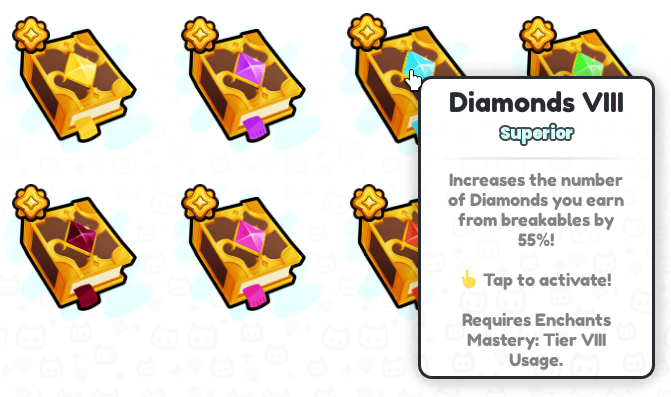 Diamonds VIII
Superior
Increases the number
of Diamonds you earn
from breakables by
55%!
Tap to activate!
Requires Enchants
Mastery: Tier VIII
Usage.